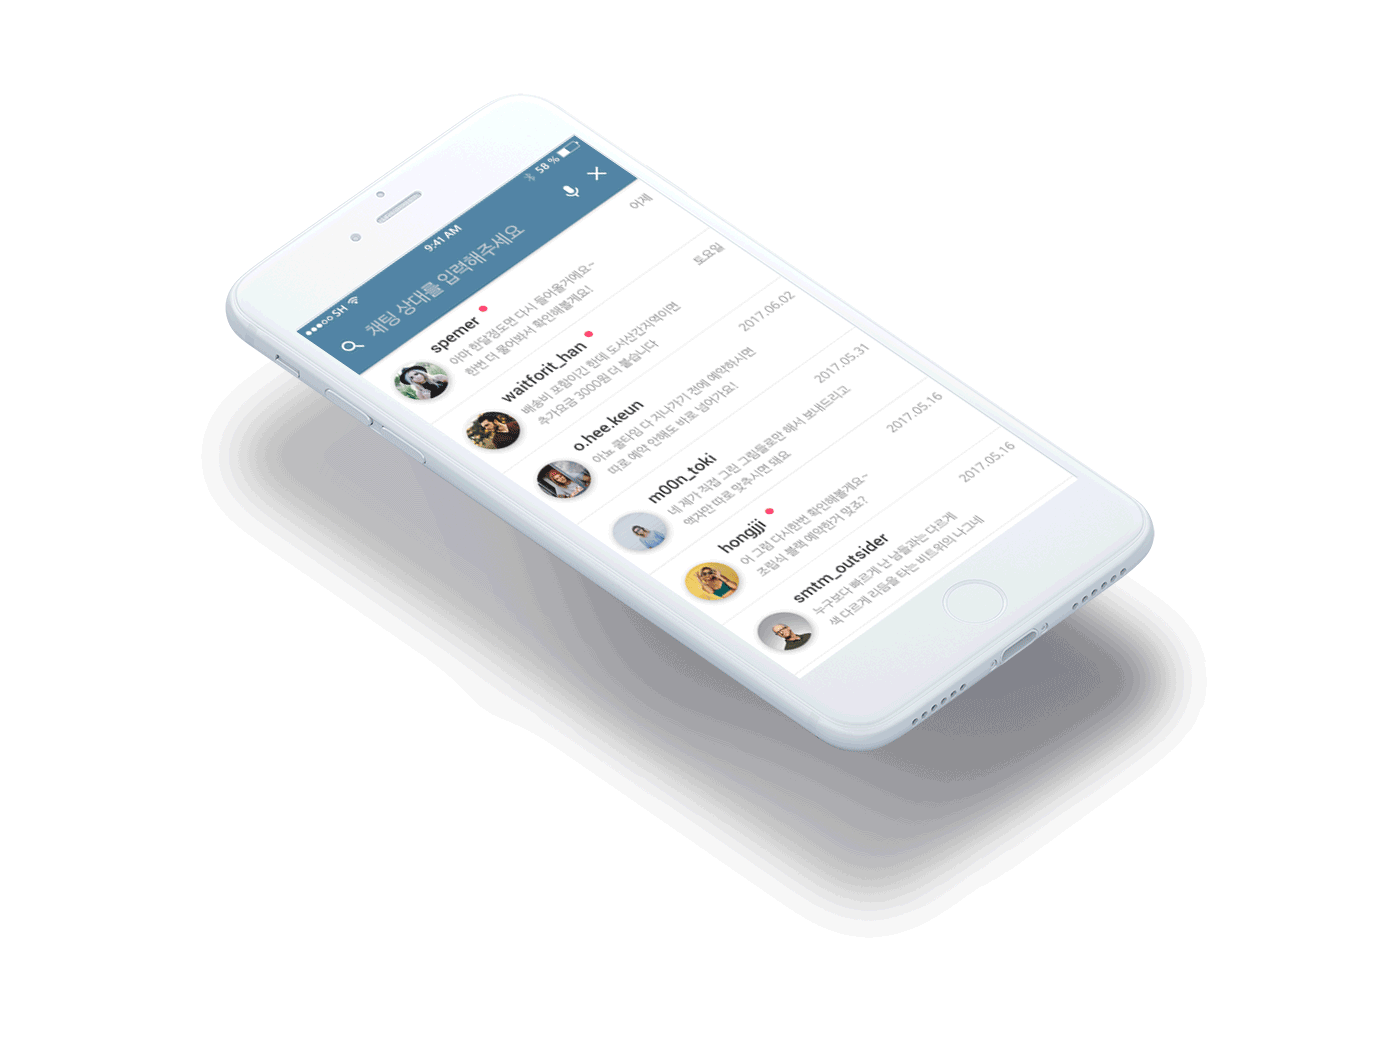 SH 9:41 AM 58 %
채팅 상대를 입력해주세요
spemer 어제
아마 한달정도면 다시 들어올거에요~
한번 더 물어봐서 확인해볼게요!
waitforit_han 토요일
배송비 포함이긴 한데 도서산간지역이면
추가요금 3000원 더 붙습니다
o.hee.keun 2017.06.02
아뇨 쿨타임 다 지나가기 전에 예약하시면
따로 예약 안해도 바로 넘어가요!
m00n_toki 2017.05.31
네 제가 직접 그린 그림들로만 해서 보내드리고
액자만 따로 맞추시면 돼요
hongjji 2017.05.16
어 그럼 다시한번 확인해볼게요~
조립식 블랙 예약한거 맞죠?
smtm_outsider 2017.05.16
누구보다 빠르게 난 남들과는 다르게
색 다르게 리듬을 타는 비트위의 나그네